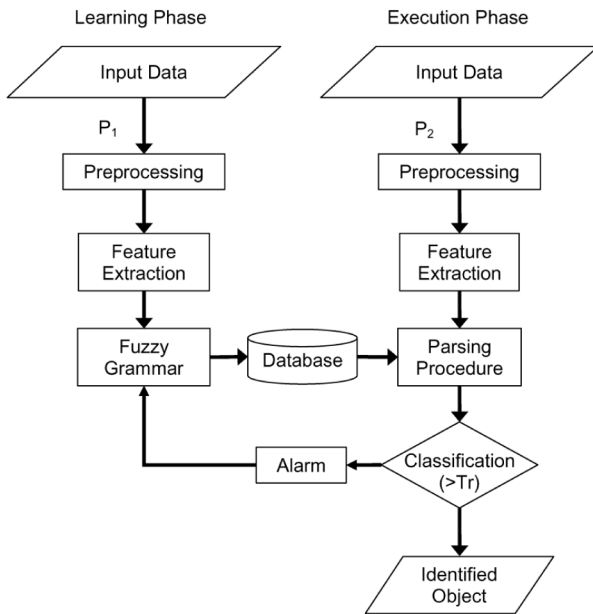 Learning Phase
Execution Phase
Input Data
Input Data
P1
P2
Preprocessing
Preprocessing
Feature
Extraction
Feature
Extraction
Fuzzy
Grammar
Database
Parsing
Procedure
Alarm
Classification
(>Tr)
Identified
Object